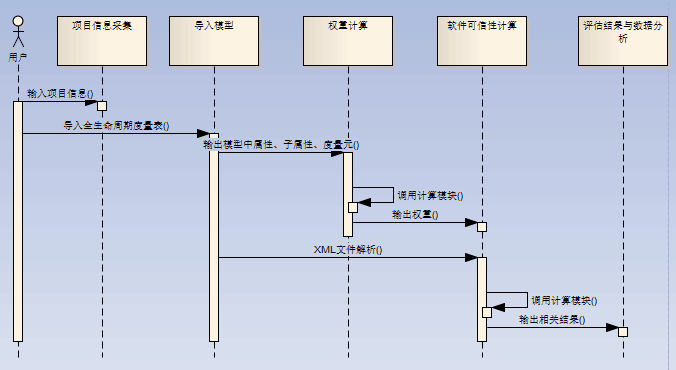 项目信息采集
导入模型
权重计算
软件可信性计算
评估结果与数据分
析
用户
输入项目信息()
导入全生命周期度量表()
输出模型中属性、子属性、度量元()
调用计算模块()
输出权重()
XML文件解析()
调用计算模块()
输出相关结果()